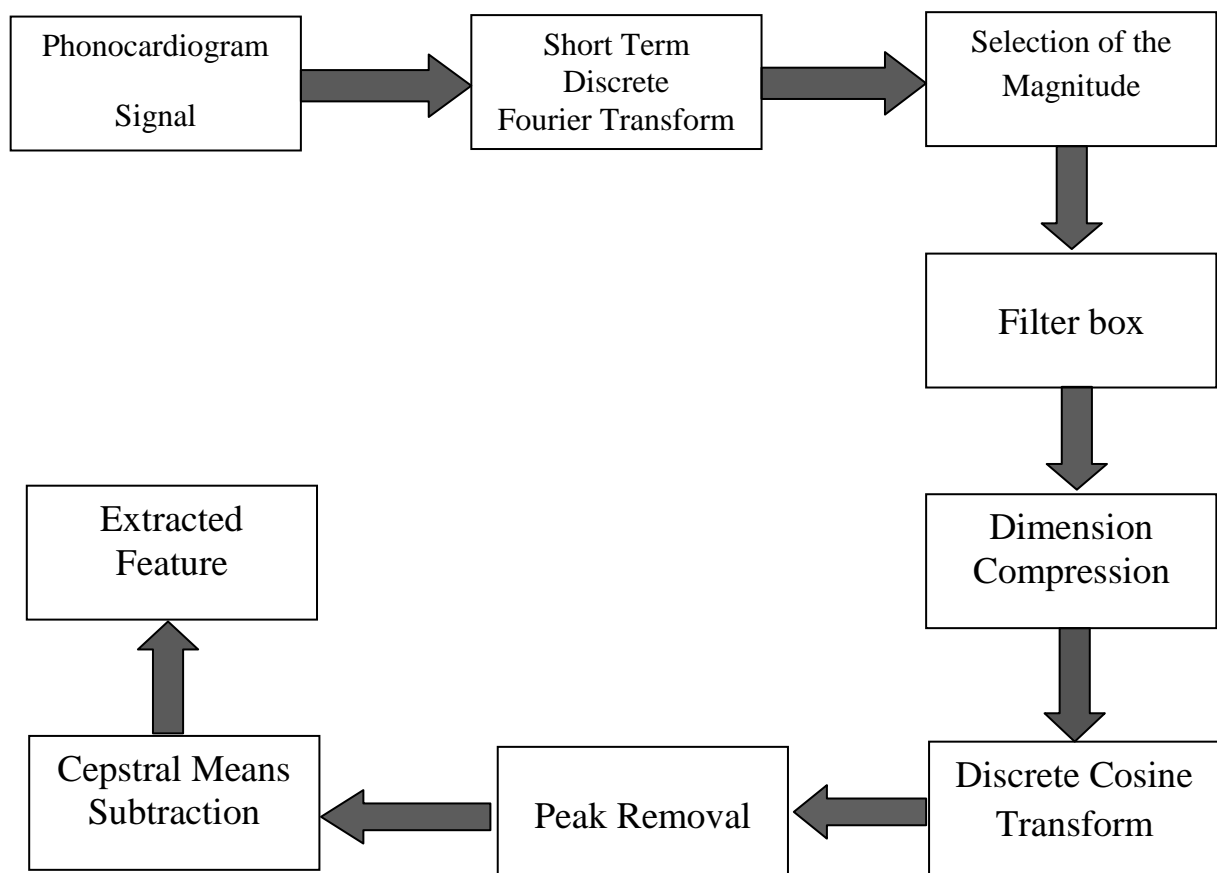 Phonocardiogram
Signal
Short Term
Discrete
Fourier Transform
Selection of the
Magnitude
Filter box
Dimension
Compression
Discrete Cosine
Transform
Peak Removal
Cepstral Means
Subtraction
Extracted
Feature